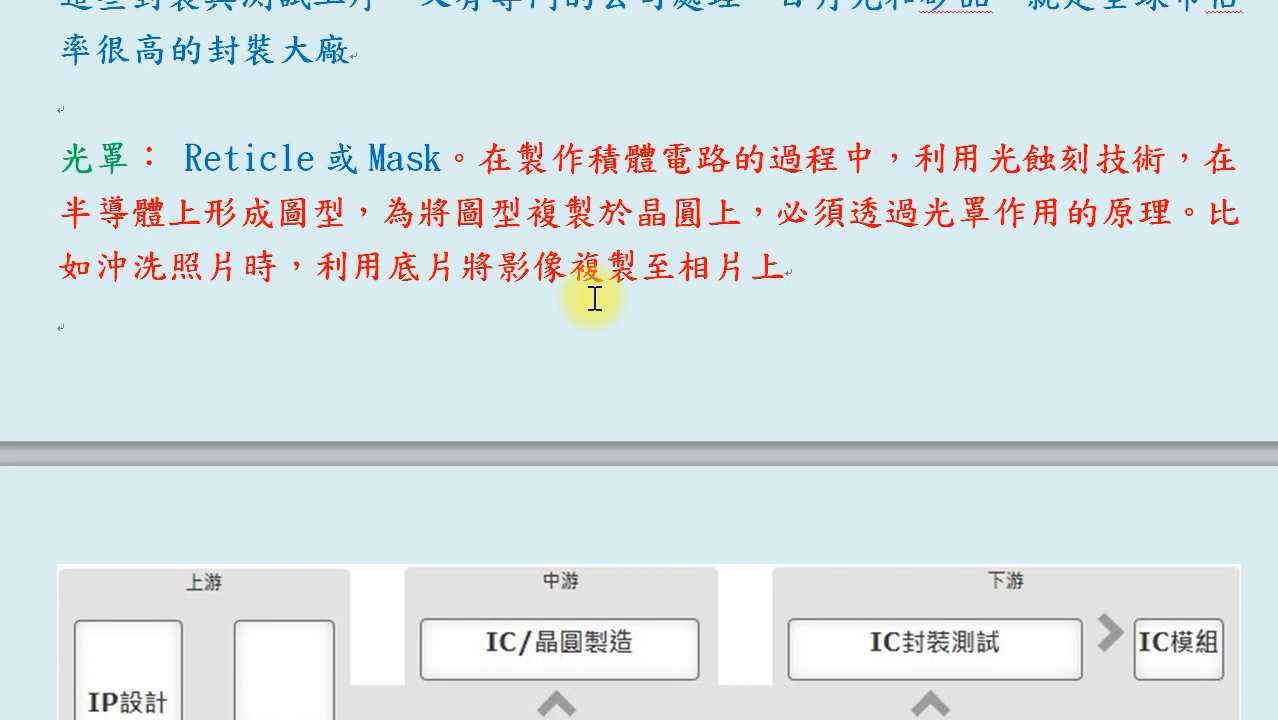 率很高的封裝大廠
光罩： Reticle 或 Mask。在製作積體電路的過程中，利用光蝕刻技術，在
半導體上形成圖型，為將圖型複製於晶圓上，必須透過光罩作用的原理。比
如沖洗照片時，利用底片將影像複製至相片上
上游
中游
下游
IC/晶圓製造
IC封裝測試
IC模組
IP設計